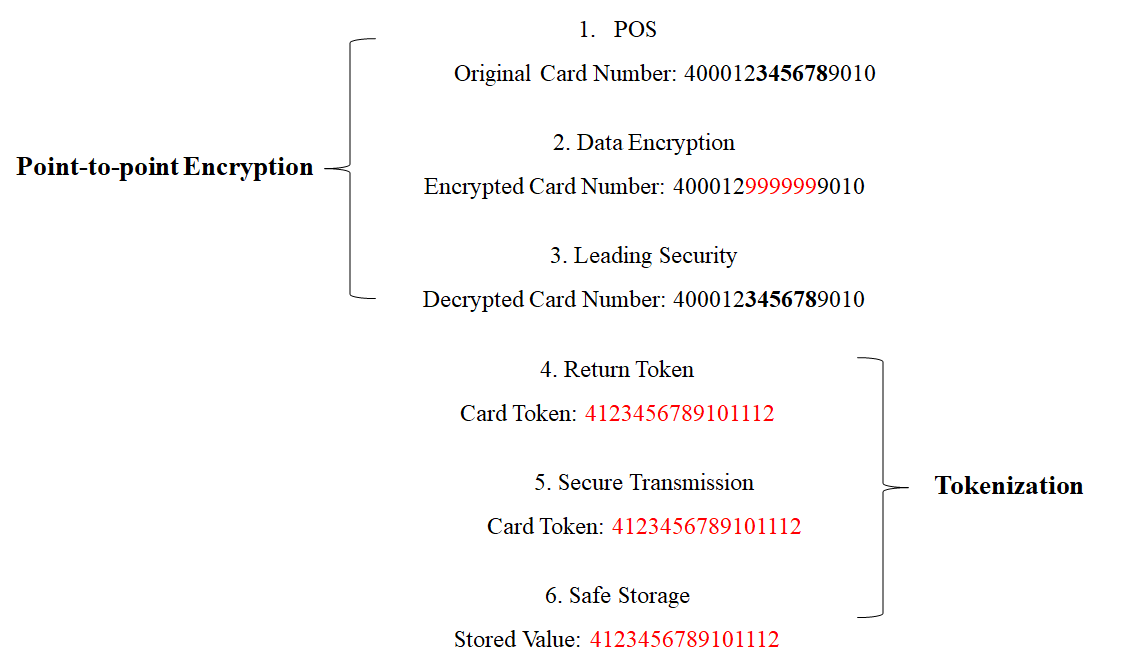 1. POS
Original Card Number: 4000123456789010
Point-to-point Encryption
2. Data Encryption
Encrypted Card Number: 4000129999999010
3. Leading Security
Decrypted Card Number: 4000123456789010
4. Return Token
Card Token: 4123456789101112
Tokenization
5. Secure Transmission
Card Token: 4123456789101112
6. Safe Storage
Stored Value: 4123456789101112